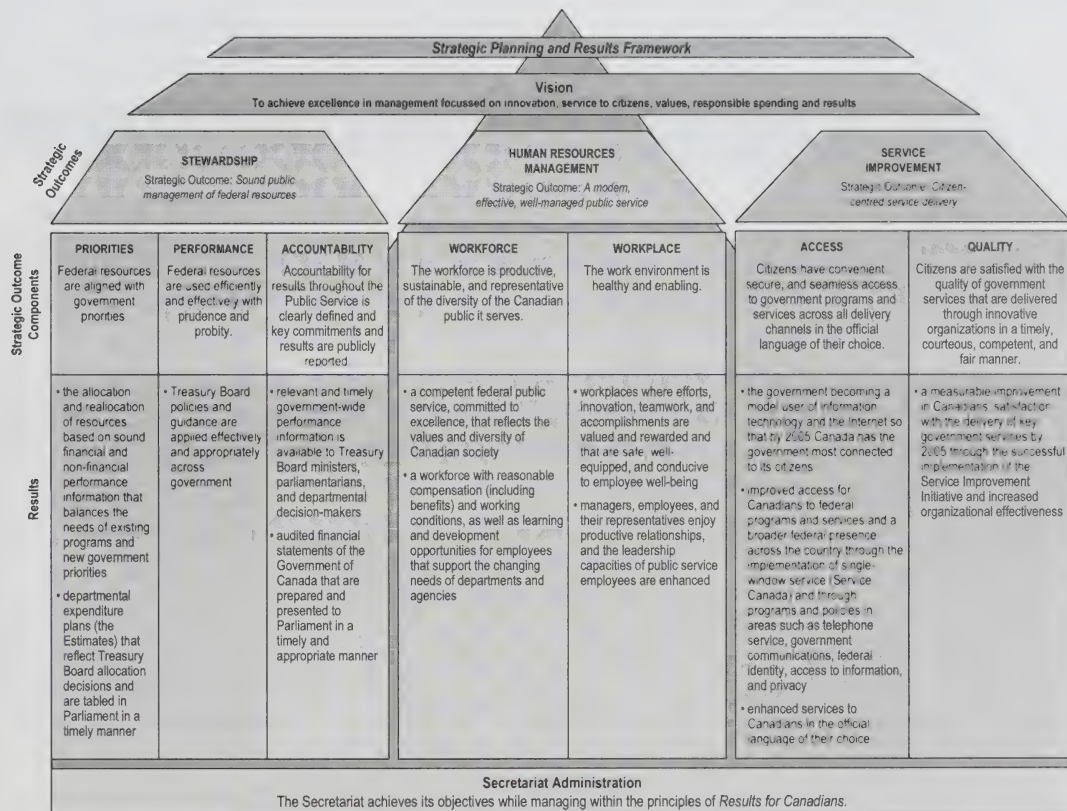 Strategic Planning and Results Framework
Vision
To achieve excellence in management focussed on innovation, service to citizens, values, responsible spending and results
Strategic
Outcomes
STEWARDSHIP
Strategic Outcome: Sound public
management of federal resources
HUMAN RESOURCES
MANAGEMENT
Strategic Outcome: A modern,
effective, well-managed public service
SERVICE
IMPROVEMENT
Strategic Outcome: Citizen-
centred service delivery
Strategic Outcome
Components
PRIORITIES
Federal resources
are aligned with
government
priorities
PERFORMANCE
Federal resources
are used efficiently
and effectively with
prudence and
probity.
ACCOUNTABILITY
Accountability for
results throughout the
Public Service is
clearly defined and
key commitments and
results are publicly
reported
WORKFORCE
The workforce is productive,
sustainable, and representative
of the diversity of the Canadian
public it serves.
WORKPLACE
The work environment is
healthy and enabling.
ACCESS
Citizens have convenient
secure, and seamless access
to government programs and
services across all delivery
channels in the official
language of their choice.
QUALITY
Citizens are satisfied with the
quality of government
services that are delivered
through innovative
organizations in a timely,
courteous, competent, and
fair manner.
Results
• the allocation
and reallocation
of resources
based on sound
financial and
non-financial
performance
information that
balances the
needs of existing
programs and
new government
priorities
• departmental
expenditure
plans (the
Estimates) that
reflect Treasury
Board allocation
decisions and
are tabled in
Parliament in a
timely manner
• Treasury Board
policies and
guidance are
applied effectively
and appropriately
across
government
• relevant and timely
government-wide
performance
information is
available to Treasury
Board ministers,
parliamentarians,
and departmental
decision-makers
• audited financial
statements of the
Government of
Canada that are
prepared and
presented to
Parliament in a
timely and
appropriate manner
• a competent federal public
service, committed to
excellence, that reflects the
values and diversity of
Canadian society
• a workforce with reasonable
compensation (including
benefits) and working
conditions, as well as learning
and development
opportunities for employees
that support the changing
needs of departments and
agencies
• workplaces where efforts,
innovation, teamwork, and
accomplishments are
valued and rewarded and
that are safe, well-
equipped, and conducive
to employee well-being
• managers, employees, and
their representatives enjoy
productive relationships,
and the leadership
capacities of public service
employees are enhanced
• the government becoming a
model user of information
technology and the Internet so
that by 2005 Canada has the
government most connected
to its citizens
• improved access for
Canadians to federal
programs and services and a
broader federal presence
across the country through the
implementation of single-
window service (Service
Canada) and through
programs and policies in
areas such as telephone
service, government
communications, federal
identity, access to information,
and privacy
• enhanced services to
Canadians in the official
language of their choice
• a measurable improvement
in Canadians' satisfaction
with the delivery of key
government services by
2005 through the successful
implementation of the
Service Improvement
Initiative and increased
organizational effectiveness
Secretariat Administration
The Secretariat achieves its objectives while managing within the principles of Results for Canadians.